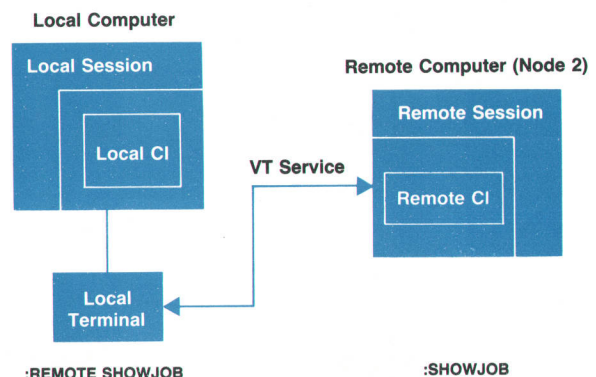 Local Computer
Local Session
Local CI
Local
Terminal
:REMOTE SHOWJOB
VT Service
Remote Computer (Node 2)
Remote Session
Remote CI
:SHOWJOB